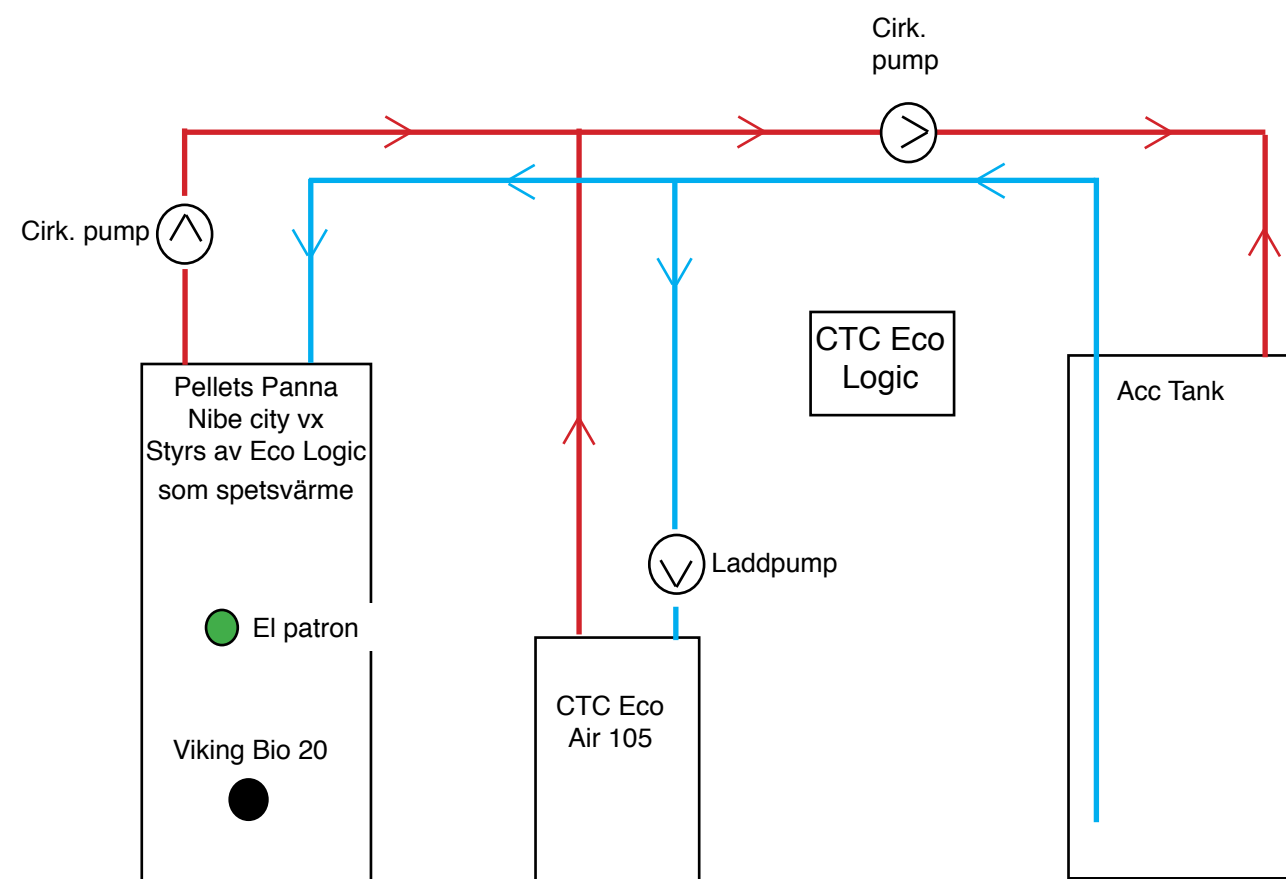 Cirk.
pump
Cirk. pump
Pellets Panna
Nibe city vx
Styrs av Eco Logic
som spetsvärme
El patron
Viking Bio 20
CTC Eco
Air 105
Laddpump
CTC Eco
Logic
Acc Tank